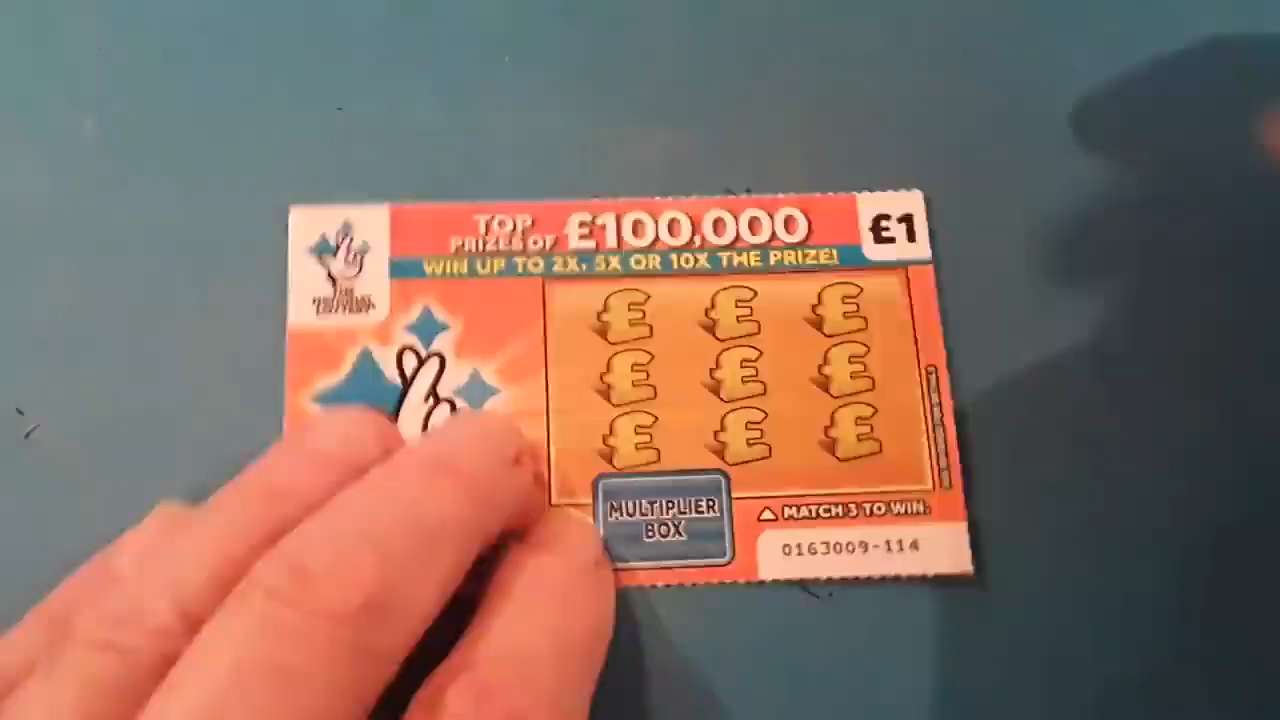 TOP
PRIZES OF £100,000
£1
WIN UP TO 2X, 5X OR 10X THE PRIZE!
£ £ £
£ £ £
£ £ £
MULTIPLIER
BOX
MATCH 3 TO WIN.
0163009-114